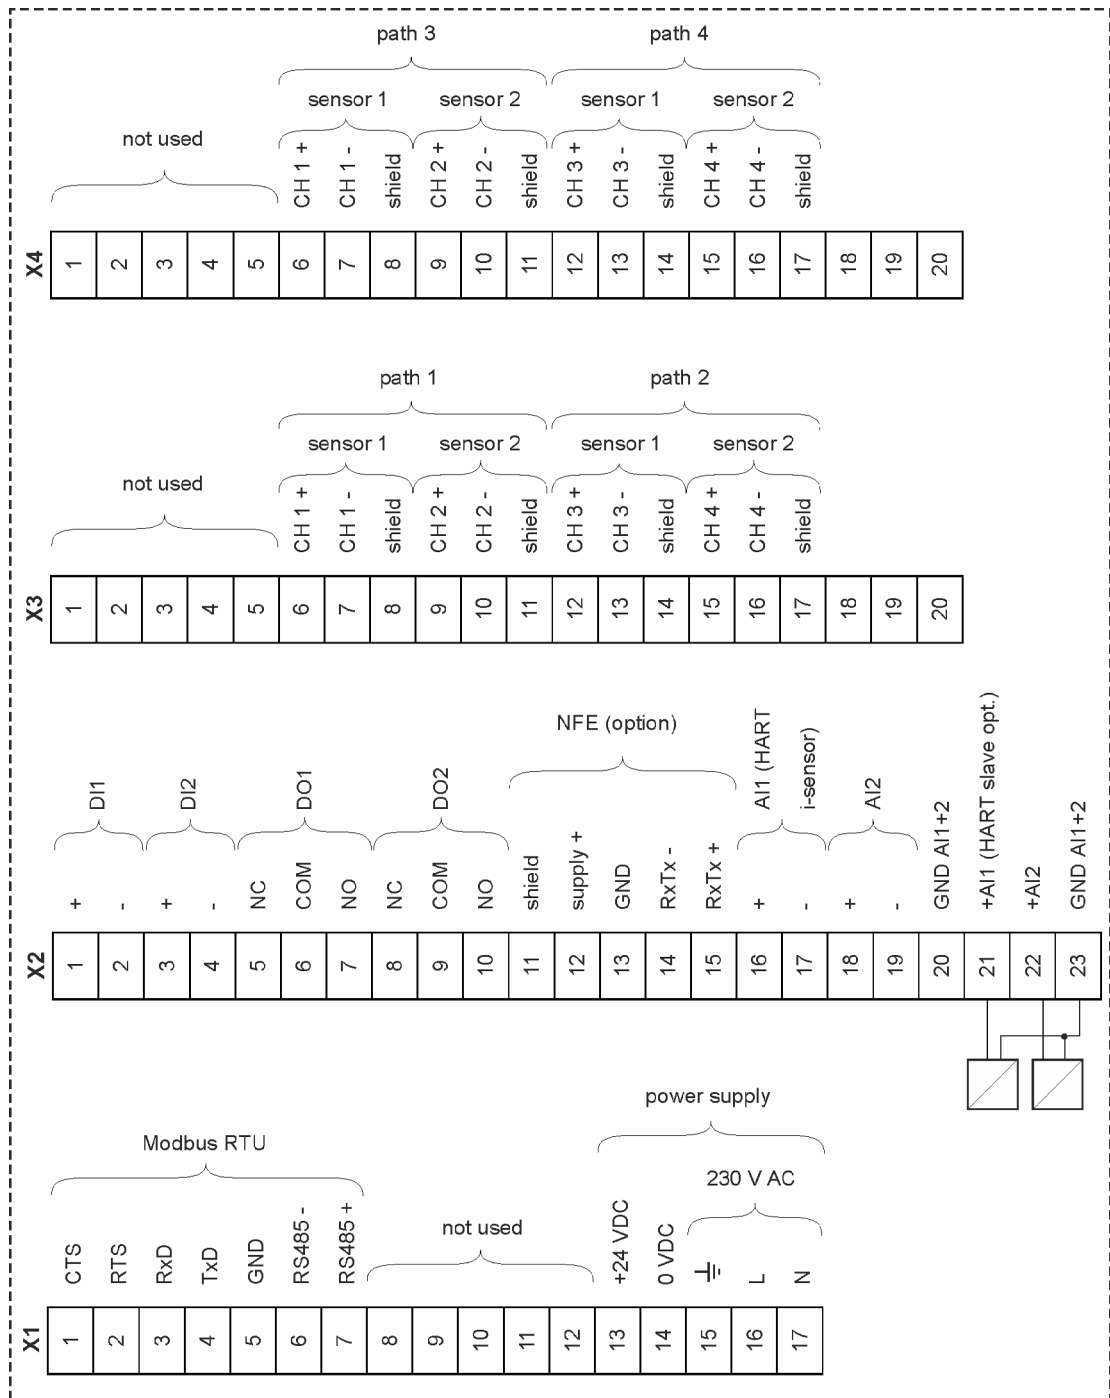 path 3
path 4
sensor 1
sensor 2
sensor 1
sensor 2
not used
CH 1 +
CH 1 -
shield
CH 2 +
CH 2 -
shield
CH 3 +
CH 3 -
shield
CH 4 +
CH 4 -
shield
X4
1
2
3
4
5
6
7
8
9
10
11
12
13
14
15
16
17
18
19
20
path 1
path 2
sensor 1
sensor 2
sensor 1
sensor 2
not used
CH 1 +
CH 1 -
shield
CH 2 +
CH 2 -
shield
CH 3 +
CH 3 -
shield
CH 4 +
CH 4 -
shield
X3
1
2
3
4
5
6
7
8
9
10
11
12
13
14
15
16
17
18
19
20
DI1
DI2
DO1
DO2
NFE (option)
AI1 (HART
i-sensor)
AI2
+
-
+
-
NC
COM
NO
NC
COM
NO
shield
supply +
GND
RxTx -
RxTx +
+
-
+
-
GND AI1+2
+AI1 (HART slave opt.)
+AI2
GND AI1+2
X2
1
2
3
4
5
6
7
8
9
10
11
12
13
14
15
16
17
18
19
20
21
22
23
power supply
Modbus RTU
230 V AC
not used
CTS
RTS
RxD
TxD
GND
RS485 -
RS485 +
+24 VDC
0 VDC
L
N
X1
1
2
3
4
5
6
7
8
9
10
11
12
13
14
15
16
17